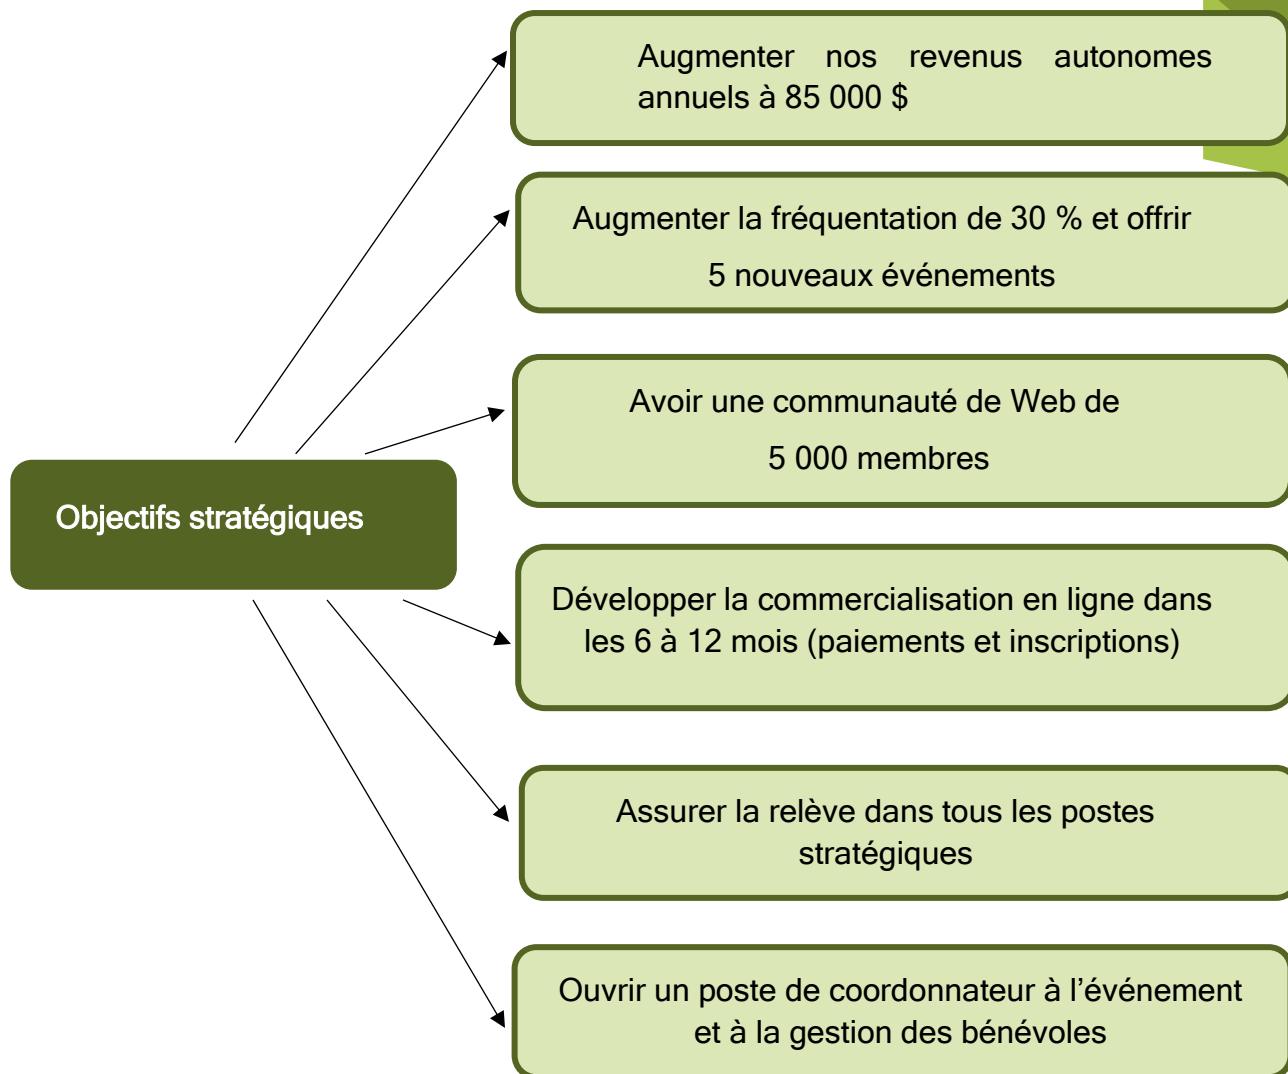 Augmenter nos revenus autonomes
annuels à 85 000 $
Augmenter la fréquentation de 30 % et offrir
5 nouveaux événements
Avoir une communauté de Web de
5 000 membres
Objectifs stratégiques
Développer la commercialisation en ligne dans
les 6 à 12 mois (paiements et inscriptions)
Assurer la relève dans tous les postes
stratégiques
Ouvrir un poste de coordonnateur à l’événement
et à la gestion des bénévoles